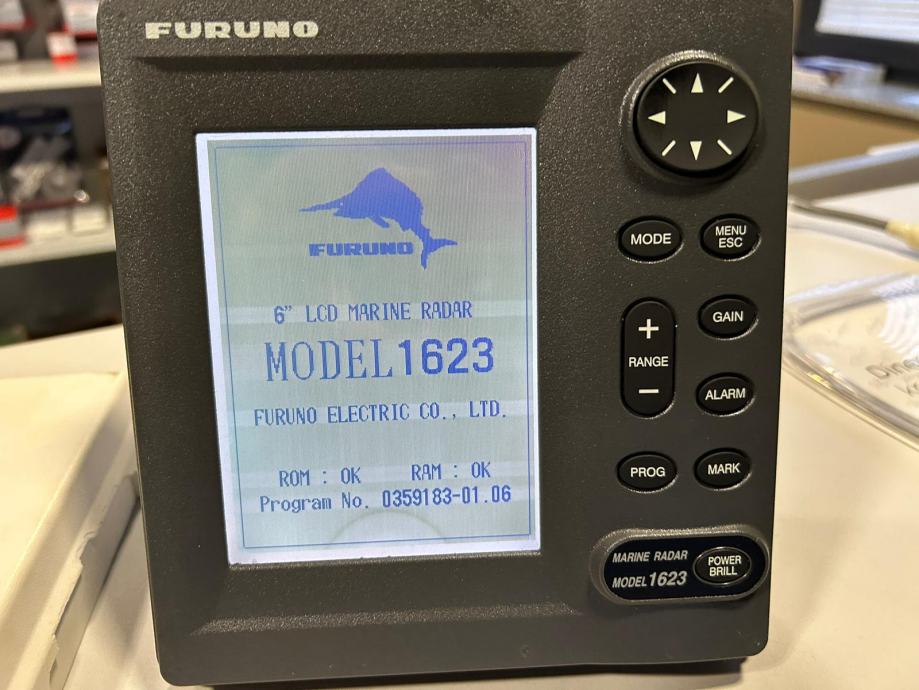 FURUNO
FURUNO
6" LCD MARINE RADAR
MODEL1623
FURUNO ELECTRIC CO., LTD.
ROM : OK RAM : OK
Program No. 0359183-01.06
MODE
MENU
ESC
+
RANGE
−
GAIN
ALARM
PROG
MARK
MARINE RADAR
MODEL 1623
POWER
BRILL